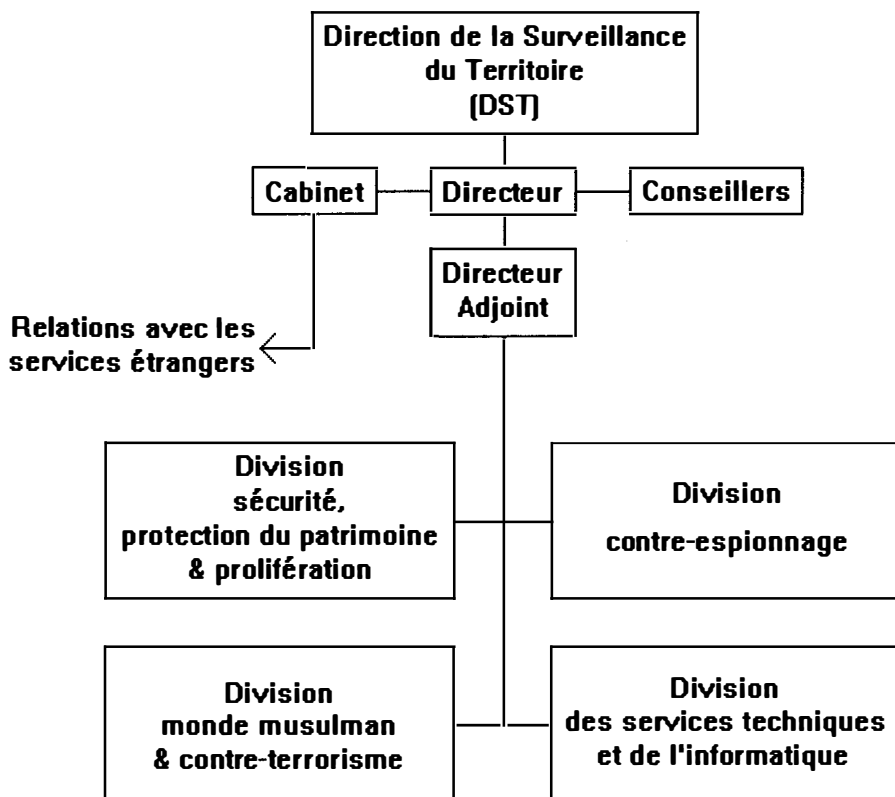 Direction de la Surveillance
du Territoire
(DST)
Cabinet
Directeur
Conseillers
Directeur
Adjoint
Relations avec les
services étrangers
Division
sécurité,
protection du patrimoine
& prolifération
Division
contre-espionnage
Division
monde musulman
& contre-terrorisme
Division
des services techniques
et de l'informatique